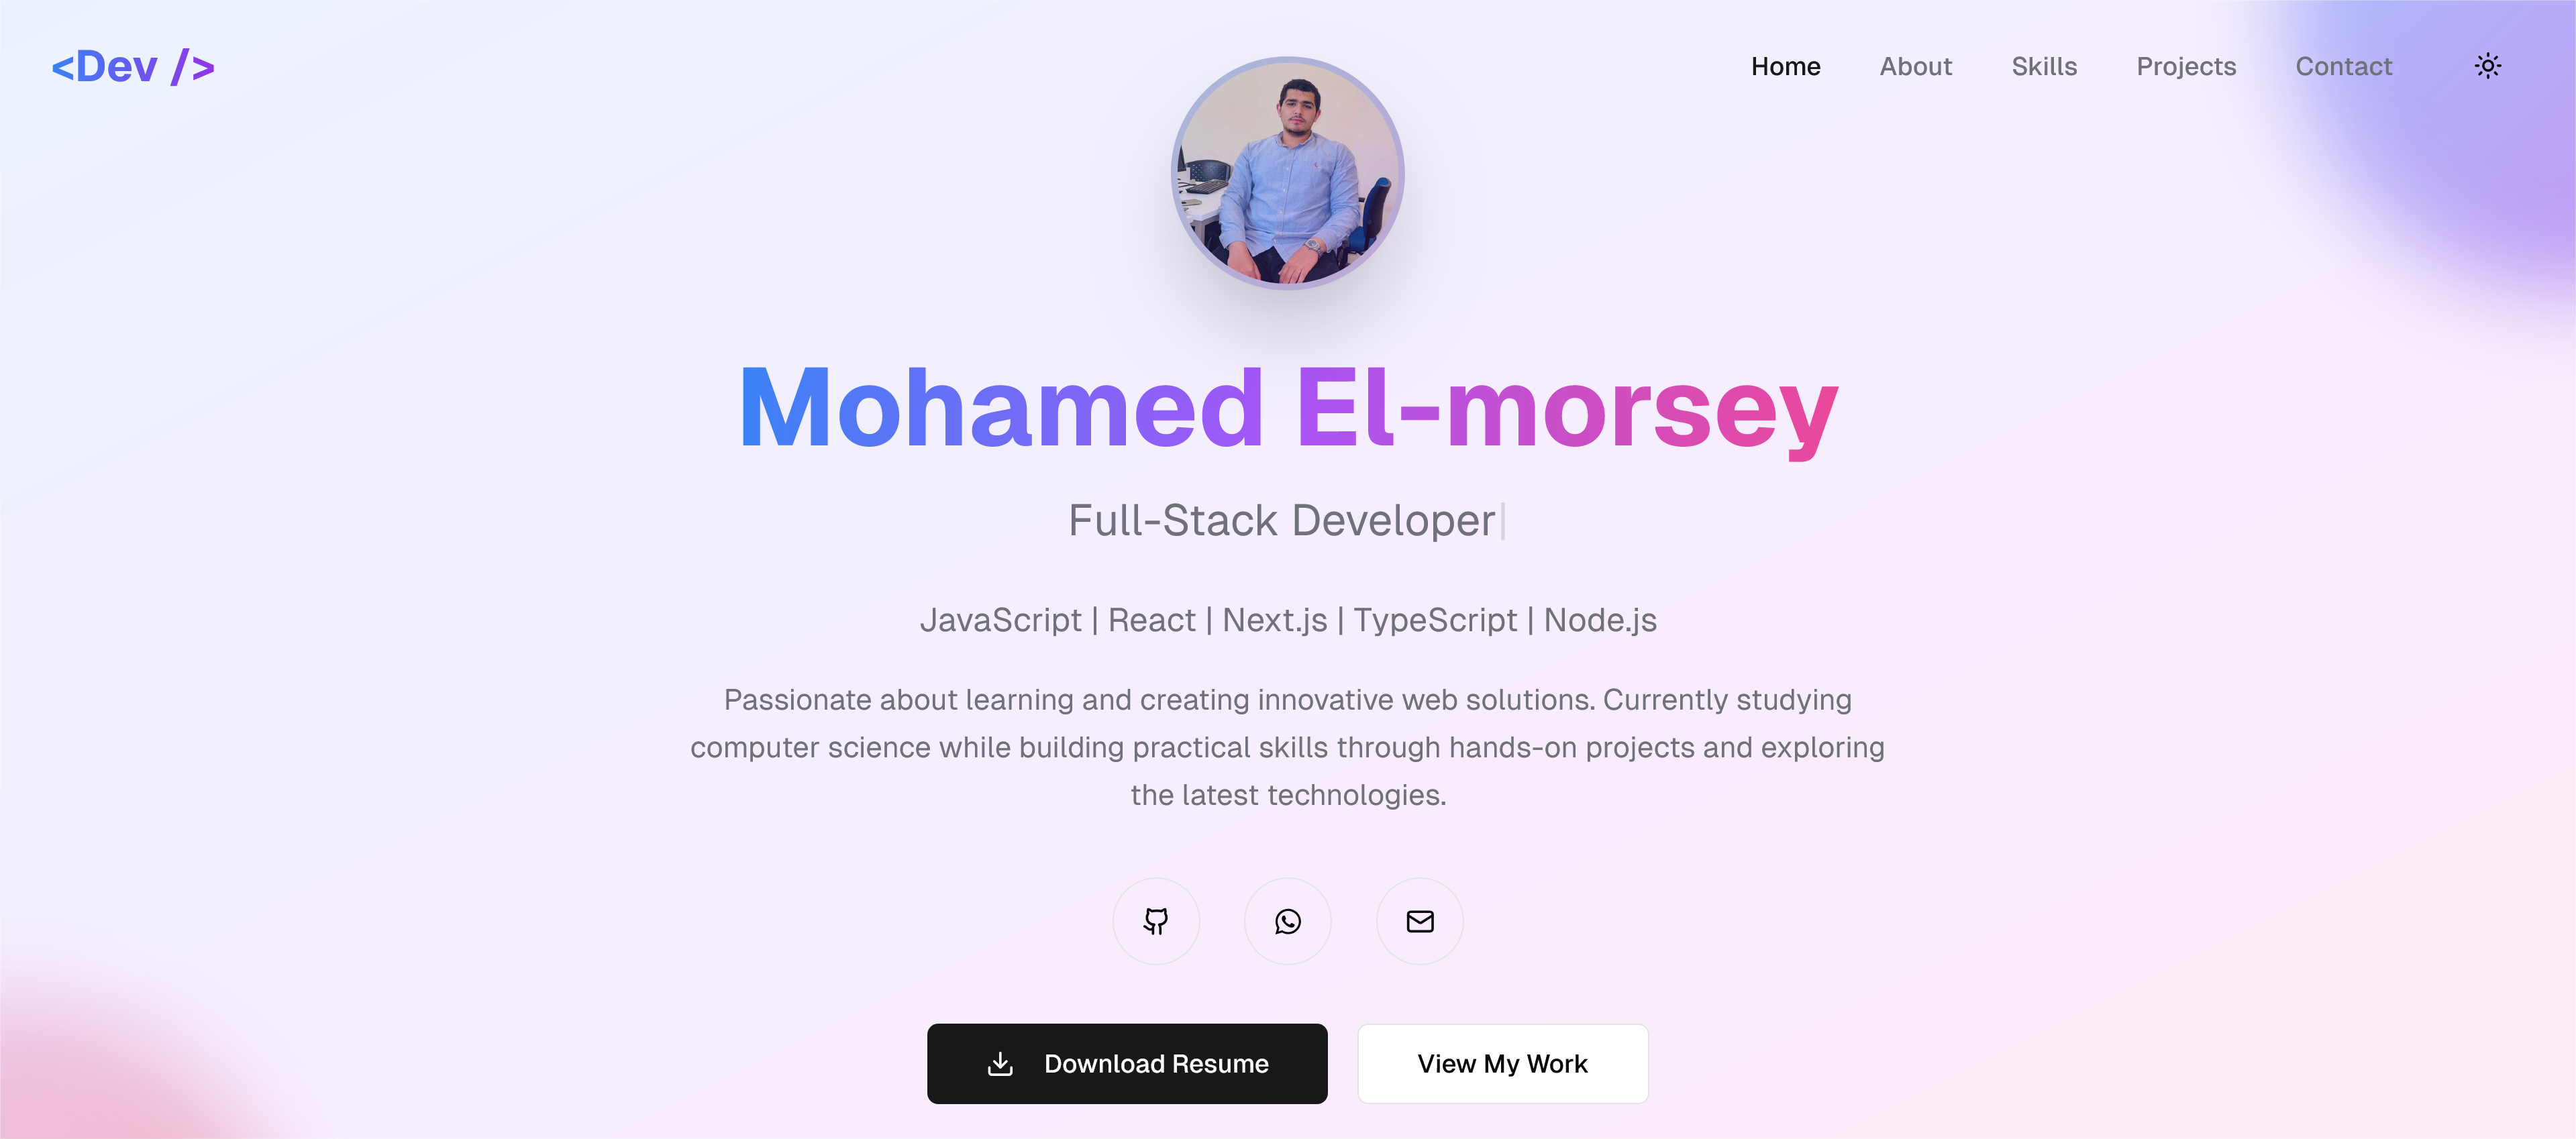 <Dev />
Home About Skills Projects Contact
Mohamed El-morsey
Full-Stack Developer|
JavaScript | React | Next.js | TypeScript | Node.js
Passionate about learning and creating innovative web solutions. Currently studying
computer science while building practical skills through hands-on projects and exploring
the latest technologies.
Download Resume View My Work